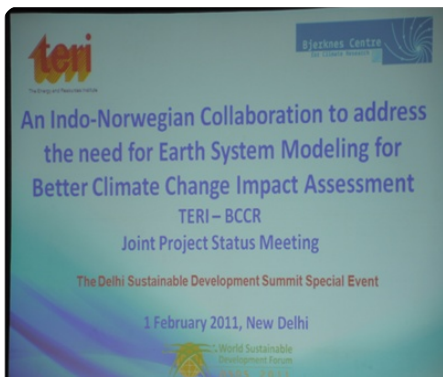 teri
The Energy and Resources Institute
Bjerknes Centre
for Climate Research
An Indo-Norwegian Collaboration to address
the need for Earth System Modeling for
Better Climate Change Impact Assessment
TERI – BCCR
Joint Project Status Meeting
The Delhi Sustainable Development Summit Special Event
1 February 2011, New Delhi
World Sustainable
Development Forum